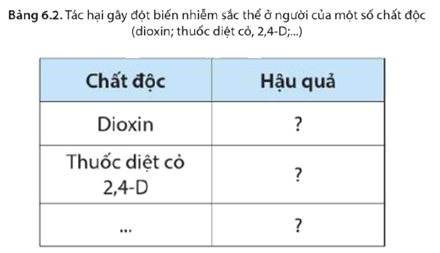 Bảng 6.2. Tác hại gây đột biến nhiễm sắc thể ở người của một số chất độc
(dioxin; thuốc diệt cỏ, 2,4-D;...)
Chất độc Hậu quả
Dioxin ?
Thuốc diệt cỏ
2,4-D ?
... ?